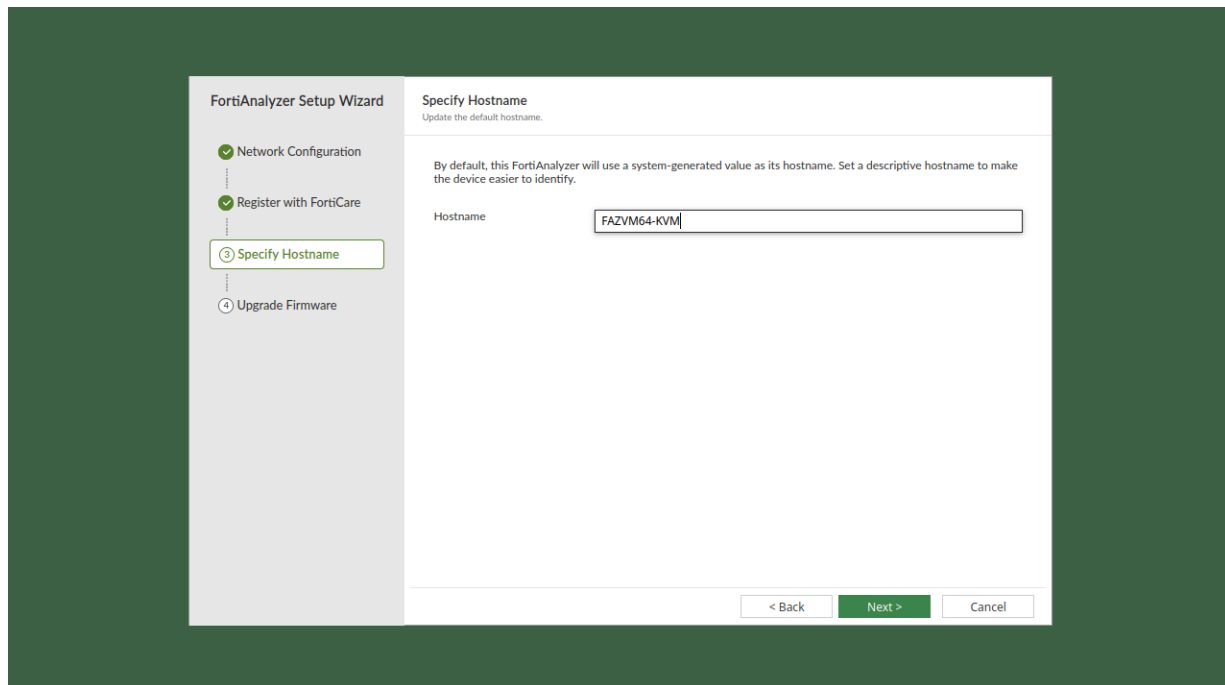 FortiAnalyzer Setup Wizard
Network Configuration
Register with FortiCare
3 Specify Hostname
4 Upgrade Firmware
Specify Hostname
Update the default hostname.
By default, this FortiAnalyzer will use a system-generated value as its hostname. Set a descriptive hostname to make
the device easier to identify.
Hostname
FAZVM64-KVM
< Back
Next >
Cancel